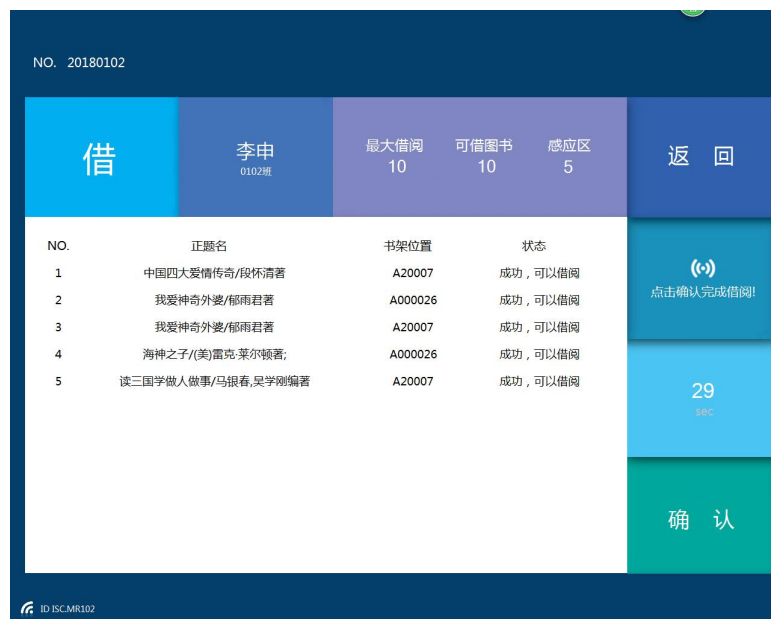 NO. 20180102
借
李申
0102班
最大借阅 可借图书 感应区
10 10 5
返 回
NO. 正题名 书架位置 状态
1 中国四大爱情传奇/段怀清著 A20007 成功，可以借阅
2 我爱神奇外婆/郁雨君著 A000026 成功，可以借阅
3 我爱神奇外婆/郁雨君著 A20007 成功，可以借阅
4 海神之子/(美)雷克·莱尔顿著; A000026 成功，可以借阅
5 读三国学做人做事/马银春,吴学刚编著 A20007 成功，可以借阅
点击确认完成借阅!
29
sec
确 认
ID ISC.MR102